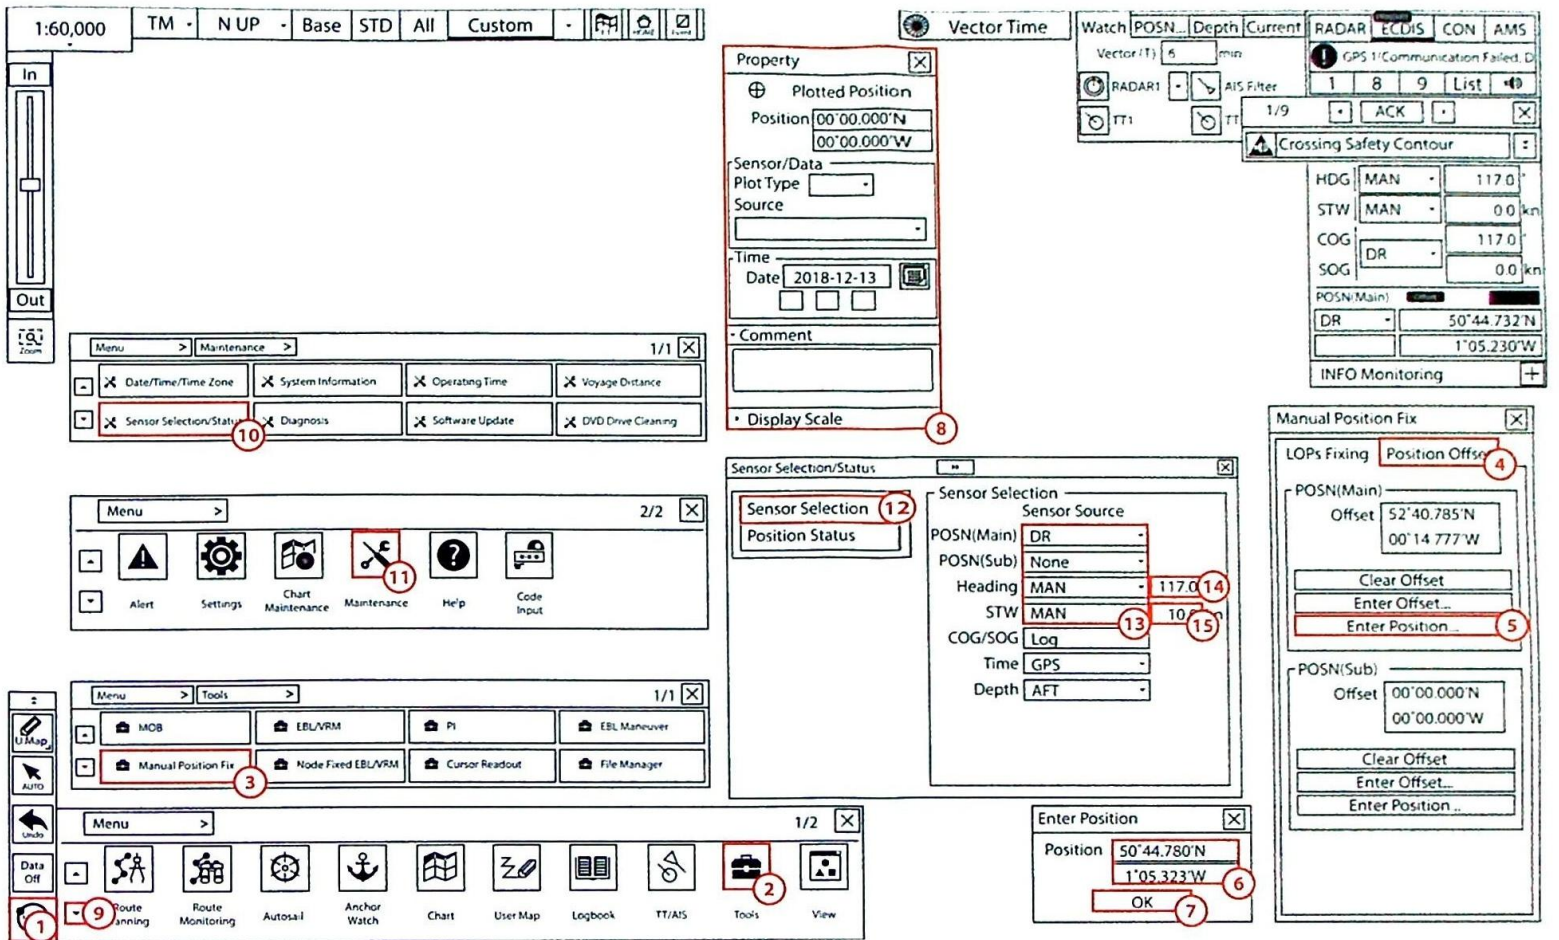 1:60,000
TM
N UP
Base
STD
All
Custom
HOME
Event
In
Out
Zoom
Vector Time
Watch
POSN...
Depth
Current
Vector (T) 6 min
RADAR1
AIS Filter
TT1
TT
RADAR
ECDIS
CON
AMS
GPS 1:Communication Failed. D
1
8
9
List
1/9
ACK
Crossing Safety Contour
HDG MAN 117.0 °
STW MAN 0.0 kn
COG 117.0 °
DR
SOG 0.0 kn
POSN(Main) Offset
DR 50°44.732'N
1°05.230'W
INFO Monitoring
Property
Plotted Position
Position 00°00.000'N
00°00.000'W
Sensor/Data
Plot Type
Source
Time
Date 2018-12-13
Comment
Display Scale
8
Menu > Maintenance > 1/1
Date/Time/Time Zone
System Information
Operating Time
Voyage Distance
Sensor Selection/Status
10
Diagnosis
Software Update
DVD Drive Cleaning
Menu > 2/2
11
Alert
Settings
Chart Maintenance
Maintenance
Help
Code Input
Menu > Tools > 1/1
MOB
EBL/VRM
PI
EBL Maneuver
Manual Position Fix
3
Node Fixed EBL/VRM
Cursor Readout
File Manager
U.Map
AUTO
Undo
Data Off
1
Menu > 1/2
9
2
Route Planning
Route Monitoring
Autosail
Anchor Watch
Chart
User Map
Logbook
TT/AIS
Tools
View
Sensor Selection/Status
Sensor Selection 12
Position Status
Sensor Selection
Sensor Source
POSN(Main) DR
POSN(Sub) None
Heading MAN 117.0 14
STW MAN 13 10. 15 n
COG/SOG Log
Time GPS
Depth AFT
Manual Position Fix
LOPs Fixing
Position Offse
4
POSN(Main)
Offset 52°40.785'N
00°14.777'W
Clear Offset
Enter Offset...
Enter Position... 5
POSN(Sub)
Offset 00°00.000'N
00°00.000'W
Clear Offset
Enter Offset...
Enter Position ..
Enter Position
Position 50°44.780'N
1°05.323'W
6
OK
7